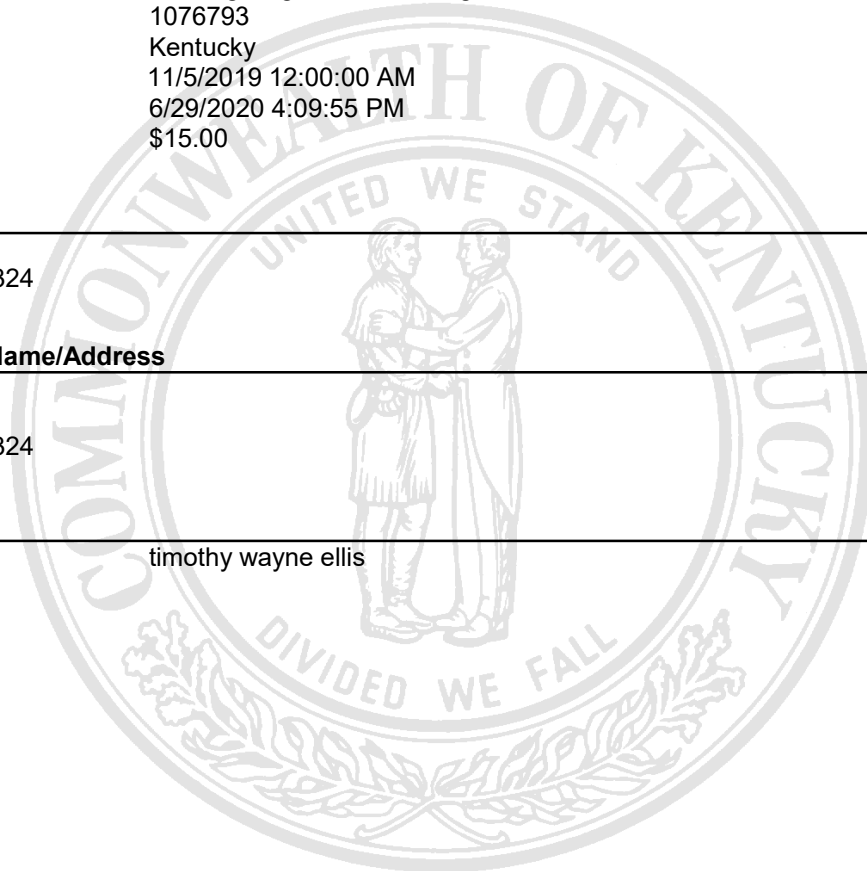 1076793
Kentucky
11/5/2019 12:00:00 AM
6/29/2020 4:09:55 PM
$15.00
COMMONWEALTH OF KENTUCKY
UNITED WE STAND
324
Name/Address
324
timothy wayne ellis
DIVIDED WE FALL